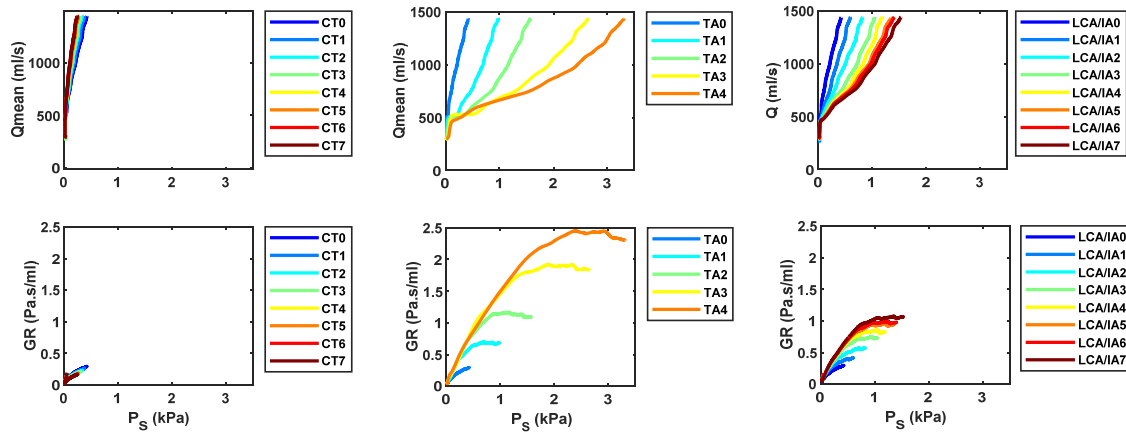 Qmean (ml/s)
1500
1000
500
0
0
1
2
3
CT0
CT1
CT2
CT3
CT4
CT5
CT6
CT7
Qmean (ml/s)
1500
1000
500
0
0
1
2
3
TA0
TA1
TA2
TA3
TA4
Q (ml/s)
1500
1000
500
0
0
1
2
3
LCA/IA0
LCA/IA1
LCA/IA2
LCA/IA3
LCA/IA4
LCA/IA5
LCA/IA6
LCA/IA7
GR (Pa.s/ml)
2.5
2
1.5
1
0.5
0
0
1
2
3
P_S (kPa)
CT0
CT1
CT2
CT3
CT4
CT5
CT6
CT7
GR (Pa.s/ml)
2.5
2
1.5
1
0.5
0
0
1
2
3
P_S (kPa)
TA0
TA1
TA2
TA3
TA4
GR (Pa.s/ml)
2.5
2
1.5
1
0.5
0
0
1
2
3
P_S (kPa)
LCA/IA0
LCA/IA1
LCA/IA2
LCA/IA3
LCA/IA4
LCA/IA5
LCA/IA6
LCA/IA7